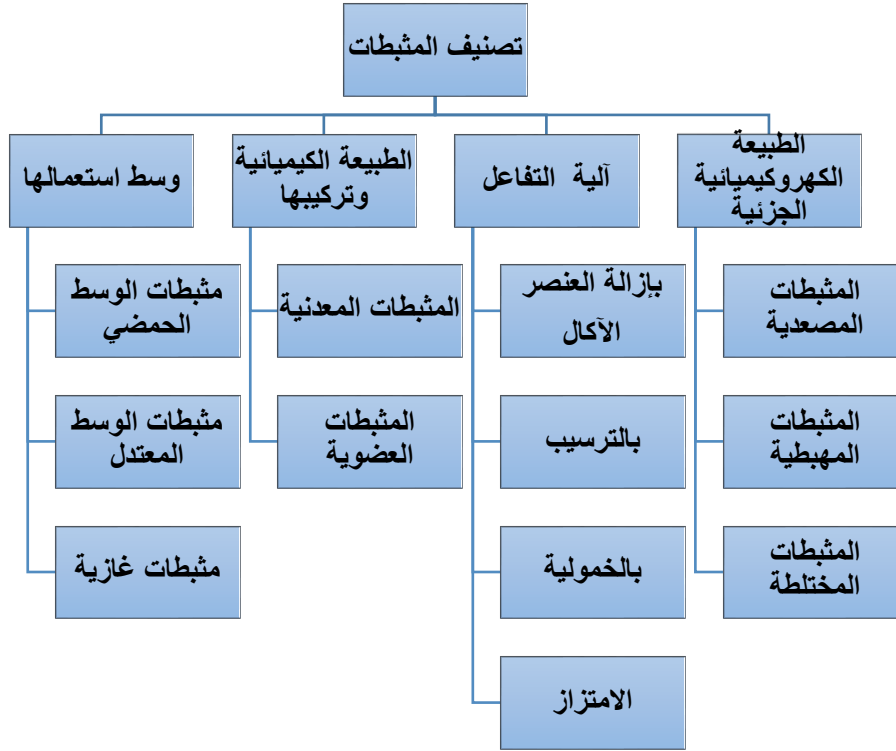 تصنيف المثبطات
الطبيعة
الكهروكيميائية
الجزئية
المثبطات
المصعدية
المثبطات
المهبطية
المثبطات
المختلطة
آلية التفاعل
بإزالة العنصر
الآكال
بالترسيب
بالخمولية
الامتزاز
الطبيعة الكيميائية
وتركيبها
المثبطات المعدنية
المثبطات
العضوية
وسط استعمالها
مثبطات الوسط
الحمضي
مثبطات الوسط
المعتدل
مثبطات غازية